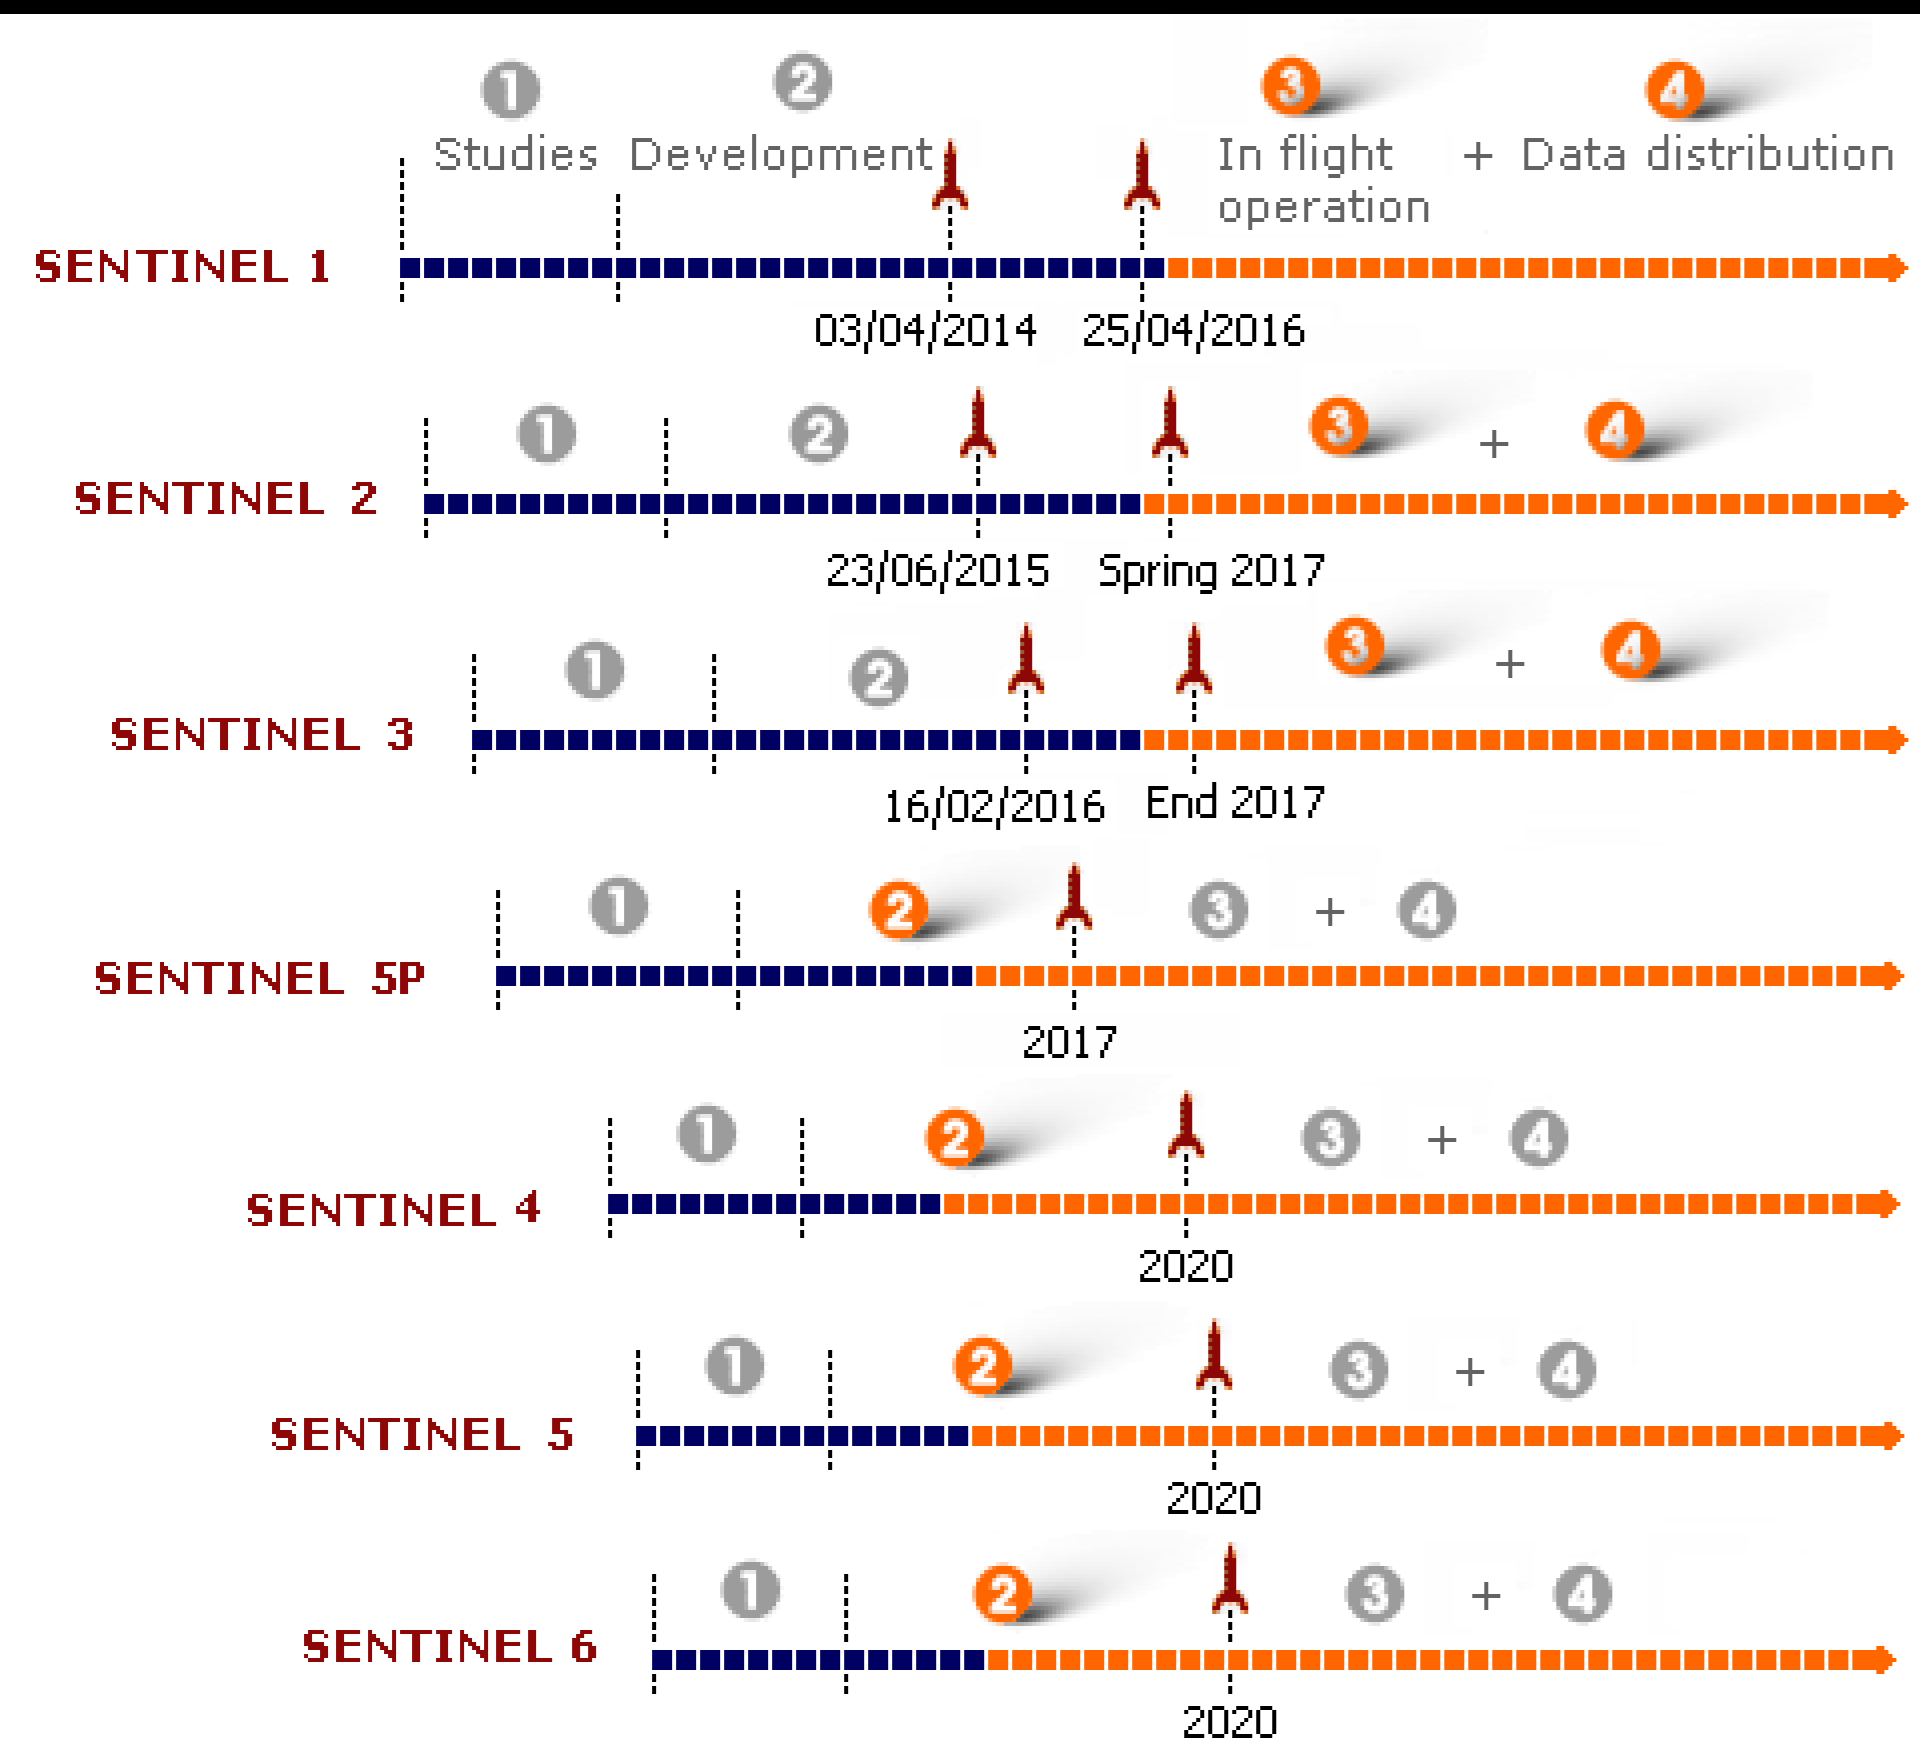 1 2 3 4
Studies Development In flight + Data distribution
operation
SENTINEL 1
03/04/2014 25/04/2016
1 2 3 + 4
SENTINEL 2
23/06/2015 Spring 2017
1 2 3 + 4
SENTINEL 3
16/02/2016 End 2017
1 2 3 + 4
SENTINEL 5P
2017
1 2 3 + 4
SENTINEL 4
2020
1 2 3 + 4
SENTINEL 5
2020
1 2 3 + 4
SENTINEL 6
2020